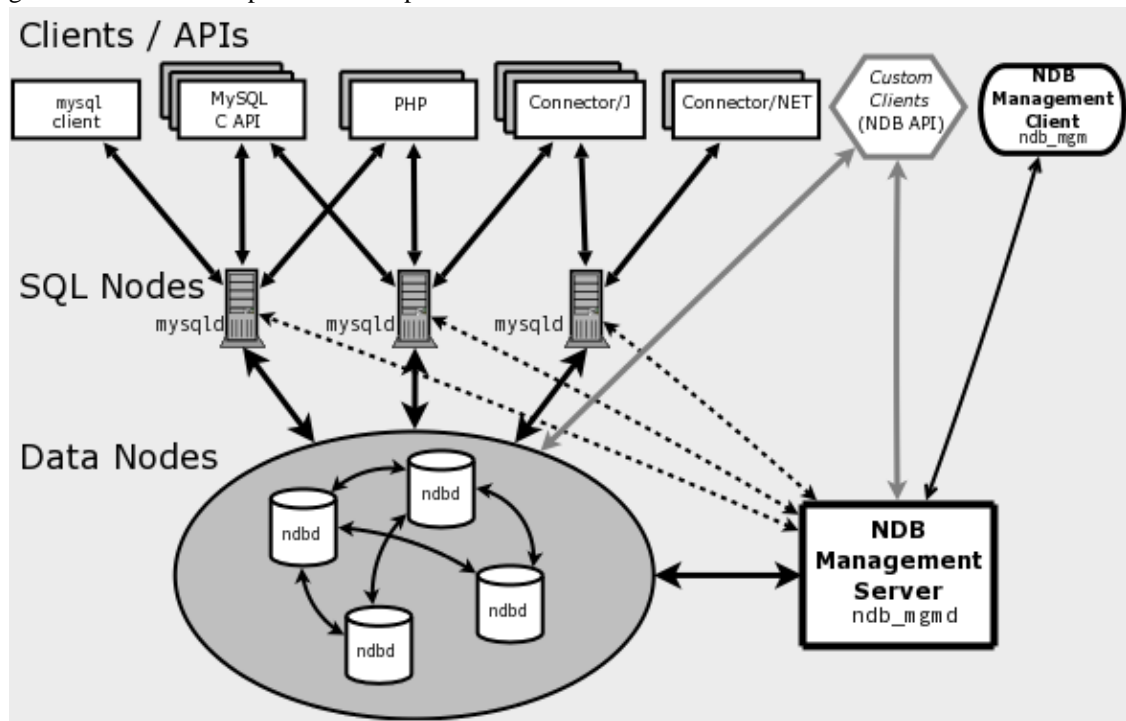 Clients / APIs
mysql
client
MySQL
C API
PHP
Connector/J
Connector/NET
Custom
Clients
(NDB API)
NDB
Management
Client
ndb_mgm
SQL Nodes
mysqld
mysqld
mysqld
Data Nodes
ndbd
ndbd
ndbd
ndbd
NDB
Management
Server
ndb_mgmd